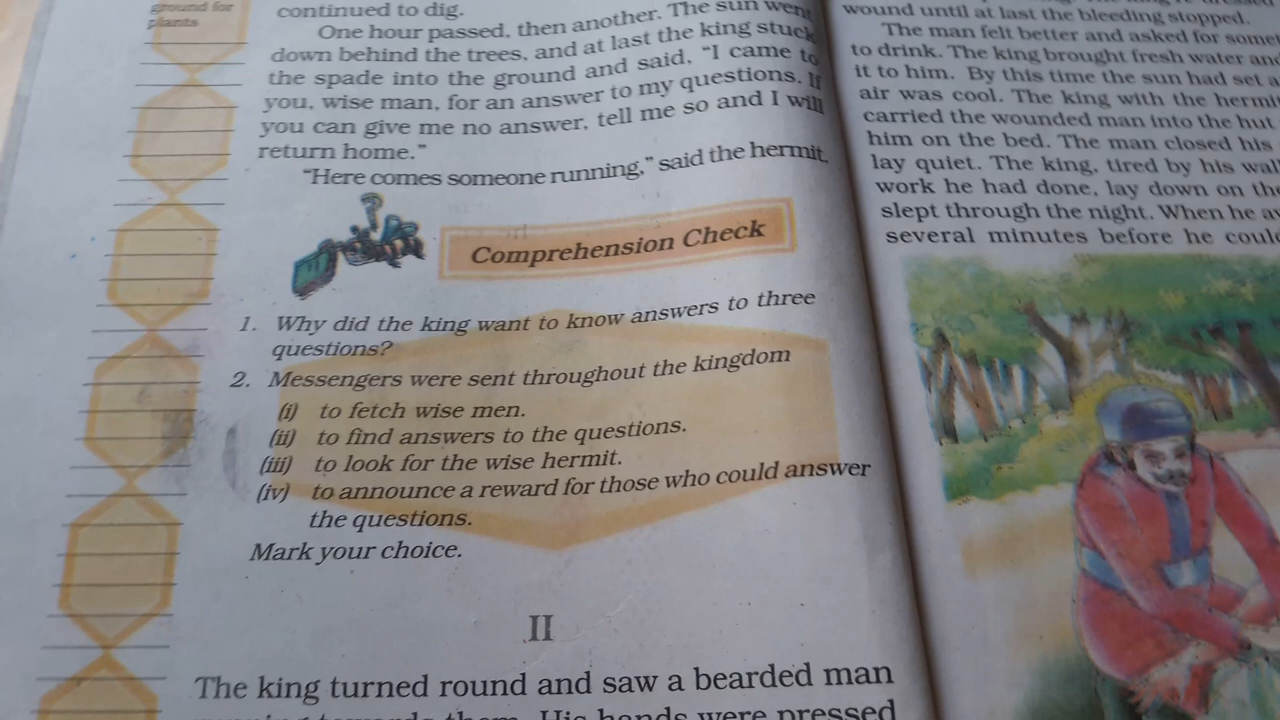 ground for
plants
continued to dig.
One hour passed, then another. The sun went
down behind the trees, and at last the king stuck
the spade into the ground and said, "I came to
you, wise man, for an answer to my questions. If
you can give me no answer, tell me so and I will
return home."
"Here comes someone running," said the hermit.
Comprehension Check
1. Why did the king want to know answers to three
questions?
2. Messengers were sent throughout the kingdom
(i) to fetch wise men.
(ii) to find answers to the questions.
(iii) to look for the wise hermit.
(iv) to announce a reward for those who could answer
the questions.
Mark your choice.
II
The king turned round and saw a bearded man
towards them. His hands were pressed
wound until at last the bleeding stopped.
The man felt better and asked for
to drink. The king brought fresh water
it to him. By this time the sun had set
air was cool. The king with the
carried the wounded man into the hut
him on the bed. The man closed his
lay quiet. The king, tired by his
work he had done, lay down on
slept through the night. When he
several minutes before he